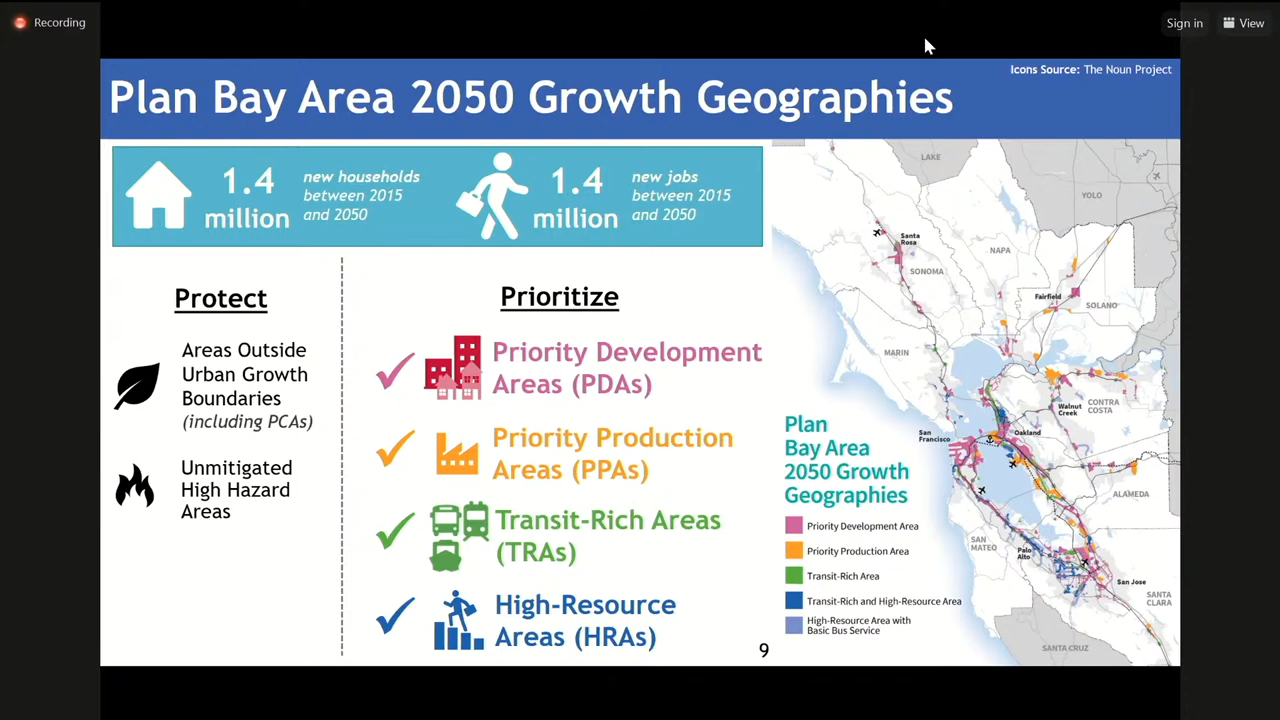 Recording
Sign in
View
Icons Source: The Noun Project
Plan Bay Area 2050 Growth Geographies
1.4
million
new households
between 2015
and 2050
1.4
million
new jobs
between 2015
and 2050
Protect
Areas Outside
Urban Growth
Boundaries
(including PCAs)
Unmitigated
High Hazard
Areas
Prioritize
Priority Development
Areas (PDAs)
Priority Production
Areas (PPAs)
Transit-Rich Areas
(TRAs)
High-Resource
Areas (HRAs)
9
LAKE
YOLO
Santa
Rosa
NAPA
SONOMA
Fairfield
SOLANO
MARIN
Walnut
Creek
CONTRA
COSTA
San
Francisco
Oakland
ALAMEDA
SAN
MATEO
Palo
Alto
San Jose
SANTA
CLARA
SANTA CRUZ
Plan
Bay Area
2050 Growth
Geographies
Priority Development Area
Priority Production Area
Transit-Rich Area
Transit-Rich and High-Resource Area
High-Resource Area with
Basic Bus Service